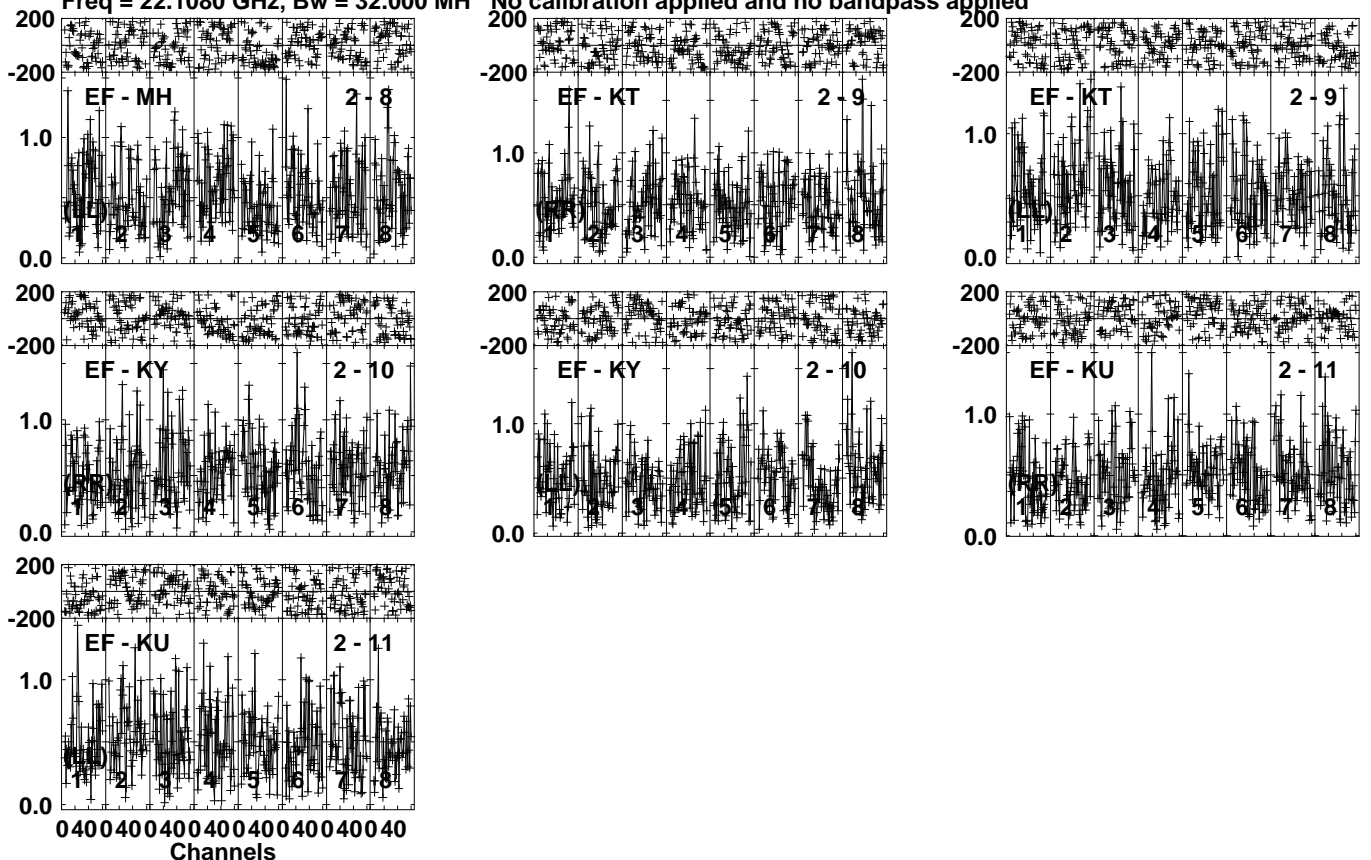 Freq = 22.1080 GHz, Bw = 32.000 MH No calibration applied and no bandpass applied
200 200 200
-200 -200 -200
EF - MH 2 - 8 EF - KT 2 - 9 EF - KT 2 - 9
1.0 1.0 1.0
(LL) (RR) (LL)
1 2 3 4 5 6 7 8 1 2 3 4 5 6 7 8 1 2 3 4 5 6 7 8
0.0 0.0 0.0
200 200 200
-200 -200 -200
EF - KY 2 - 10 EF - KY 2 - 10 EF - KU 2 - 11
1.0 1.0 1.0
(RR) (LL) (RR)
1 2 3 4 5 6 7 8 1 2 3 4 5 6 7 8 1 2 3 4 5 6 7 8
0.0 0.0 0.0
200
-200
EF - KU 2 - 11
1.0
(LL)
1 2 3 4 5 6 7 8
0.0
0 40 0 40 0 40 0 40 0 40 0 40 0 40 0 40
Channels